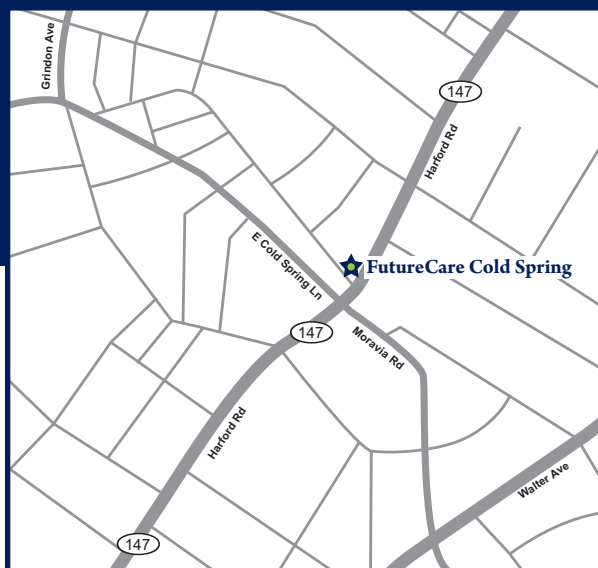 Grindon Ave
147
Harford Rd
E Cold Spring Ln
FutureCare Cold Spring
147
Moravia Rd
Harford Rd
Walter Ave
147